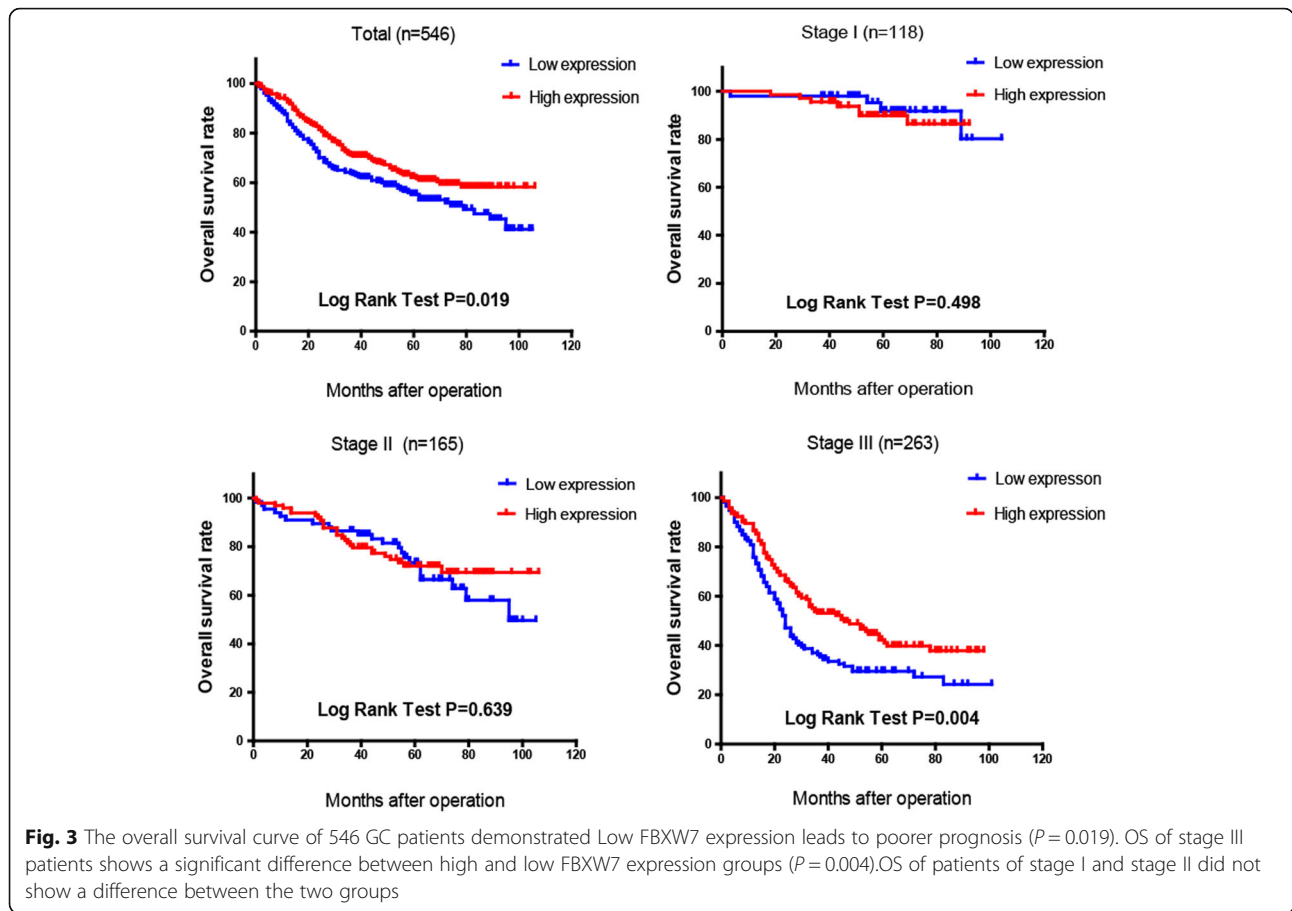 Total (n=546)
Low expression
High expression
Overall survival rate
100
80
60
40
20
0
0 20 40 60 80 100 120
Log Rank Test P=0.019
Months after operation
Stage I (n=118)
Low expression
High expression
Overall survival rate
100
80
60
40
20
0
0 20 40 60 80 100 120
Log Rank Test P=0.498
Months after operation
Stage II (n=165)
Low expression
High expression
Overall survival rate
100
80
60
40
20
0
0 20 40 60 80 100 120
Log Rank Test P=0.639
Months after operation
Stage III (n=263)
Low expresson
High expression
Overall survival rate
100
80
60
40
20
0
0 20 40 60 80 100 120
Log Rank Test P=0.004
Months after operation
Fig. 3 The overall survival curve of 546 GC patients demonstrated Low FBXW7 expression leads to poorer prognosis (P = 0.019). OS of stage III
patients shows a significant difference between high and low FBXW7 expression groups (P = 0.004).OS of patients of stage I and stage II did not
show a difference between the two groups